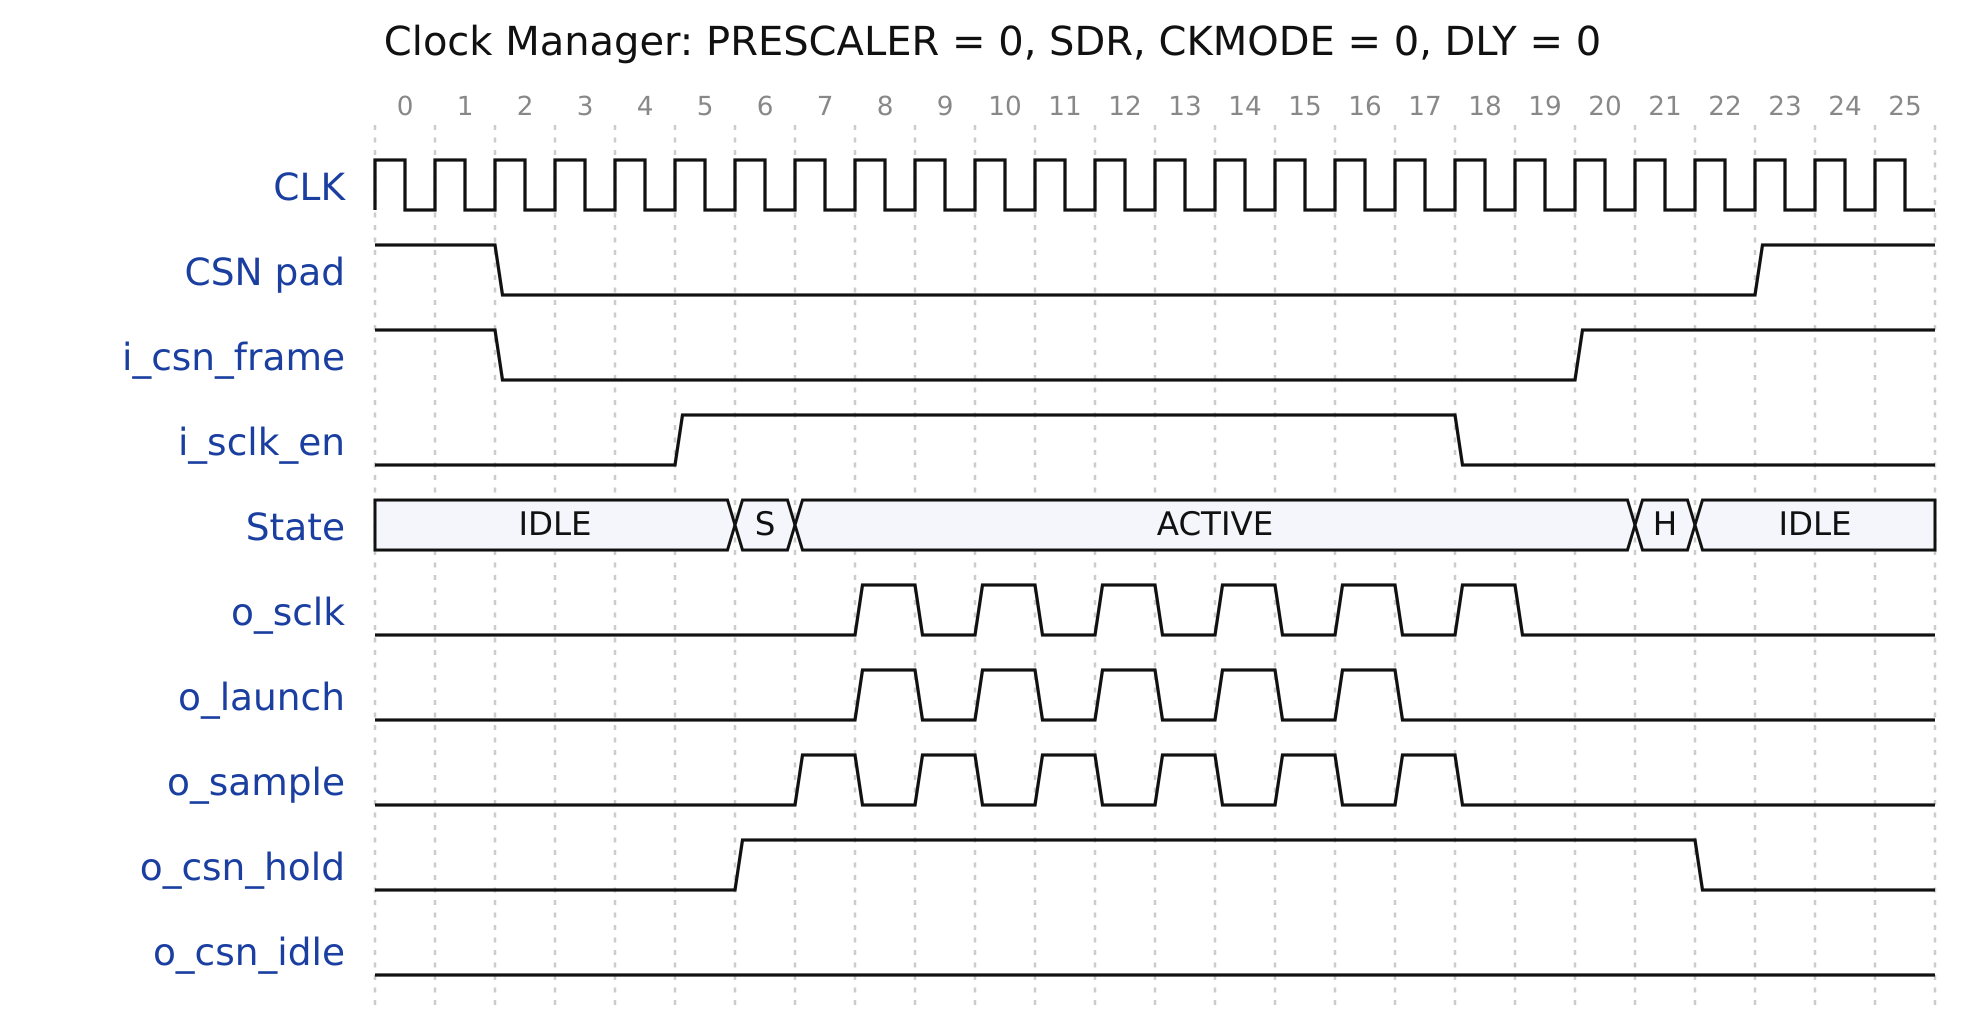 Clock Manager: PRESCALER = 0, SDR, CKMODE = 0, DLY = 0
0 1 2 3 4 5 6 7 8 9 10 11 12 13 14 15 16 17 18 19 20 21 22 23 24 25
CLK
CSN pad
i_csn_frame
i_sclk_en
State IDLE S ACTIVE H IDLE
o_sclk
o_launch
o_sample
o_csn_hold
o_csn_idle